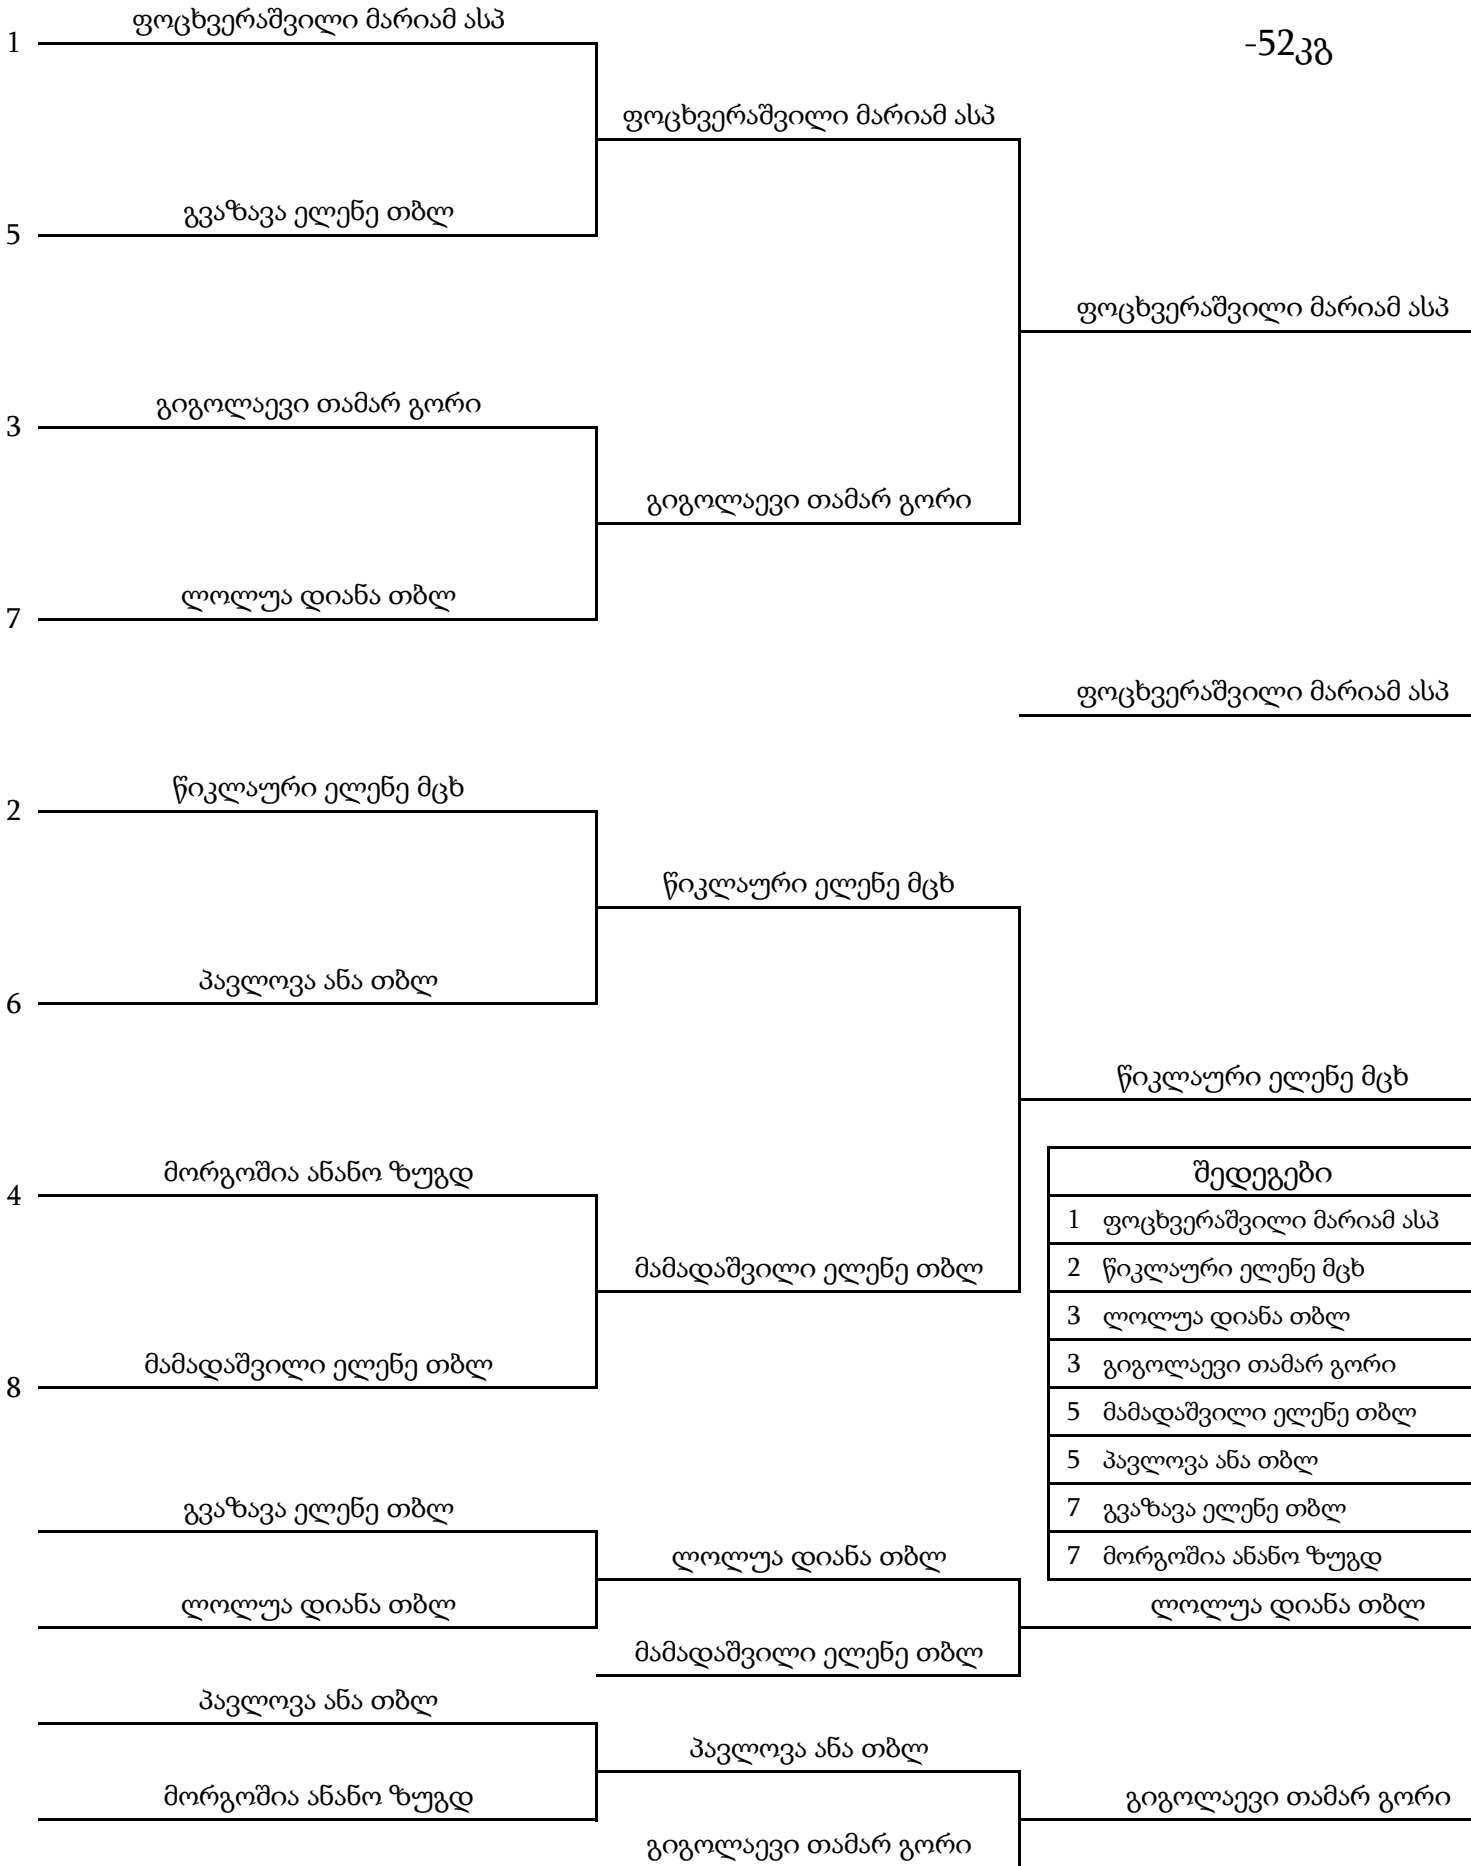 ფოცხვერაშვილი მარიამ ასპ
1
-52კგ
ფოცხვერაშვილი მარიამ ასპ
გვაზავა ელენე თბლ
5
ფოცხვერაშვილი მარიამ ასპ
გიგოლაევი თამარ გორი
3
გიგოლაევი თამარ გორი
ლოლუა დიანა თბლ
7
ფოცხვერაშვილი მარიამ ასპ
წიკლაური ელენე მცხ
2
წიკლაური ელენე მცხ
პავლოვა ანა თბლ
6
წიკლაური ელენე მცხ
მორგოშია ანანო ზუგდ
4
მამადაშვილი ელენე თბლ
მამადაშვილი ელენე თბლ
8
შედეგები
1 ფოცხვერაშვილი მარიამ ასპ
2 წიკლაური ელენე მცხ
3 ლოლუა დიანა თბლ
3 გიგოლაევი თამარ გორი
5 მამადაშვილი ელენე თბლ
5 პავლოვა ანა თბლ
7 გვაზავა ელენე თბლ
7 მორგოშია ანანო ზუგდ
გვაზავა ელენე თბლ
ლოლუა დიანა თბლ
ლოლუა დიანა თბლ
ლოლუა დიანა თბლ
მამადაშვილი ელენე თბლ
პავლოვა ანა თბლ
პავლოვა ანა თბლ
მორგოშია ანანო ზუგდ
გიგოლაევი თამარ გორი
გიგოლაევი თამარ გორი